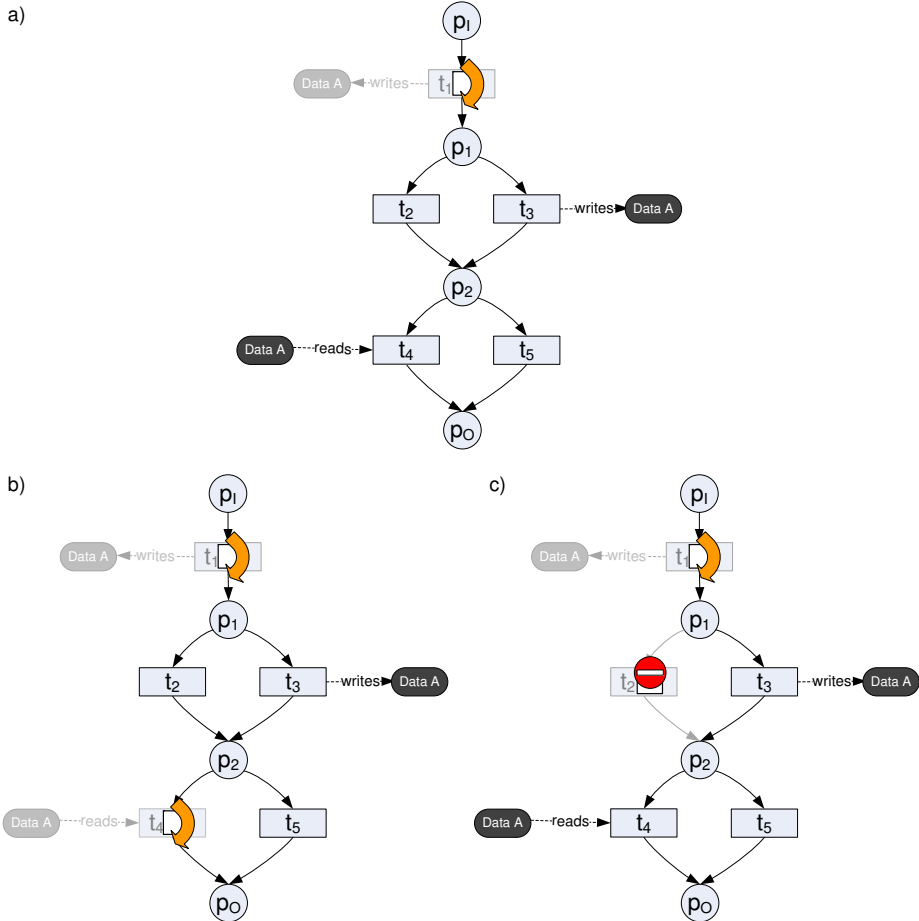 a)
pI
Data A writes t1
p1
t2 t3 writes Data A
p2
Data A reads t4 t5
pO
b) c)
pI pI
Data A writes t1 Data A writes t1
p1 p1
t2 t3 writes Data A t2 t3 writes Data A
p2 p2
Data A reads t4 t5 Data A reads t4 t5
pO pO